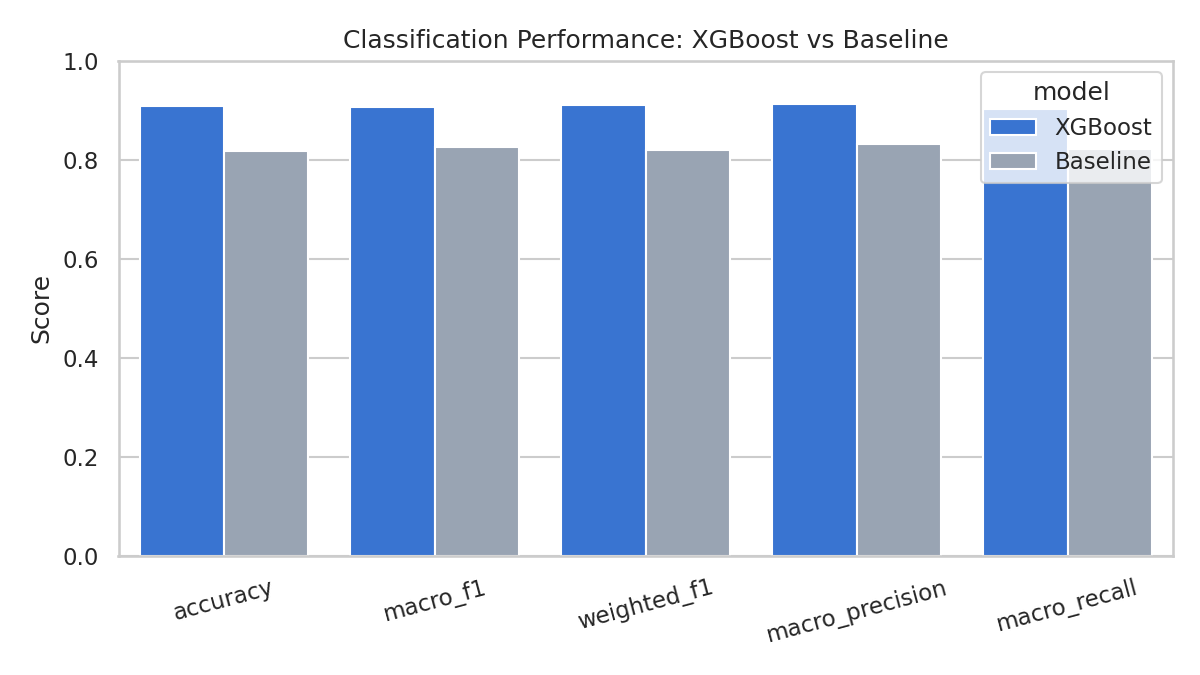 Classification Performance: XGBoost vs Baseline
Score
1.0
0.8
0.6
0.4
0.2
0.0
model
XGBoost
Baseline
accuracy
macro_f1
weighted_f1
macro_precision
macro_recall